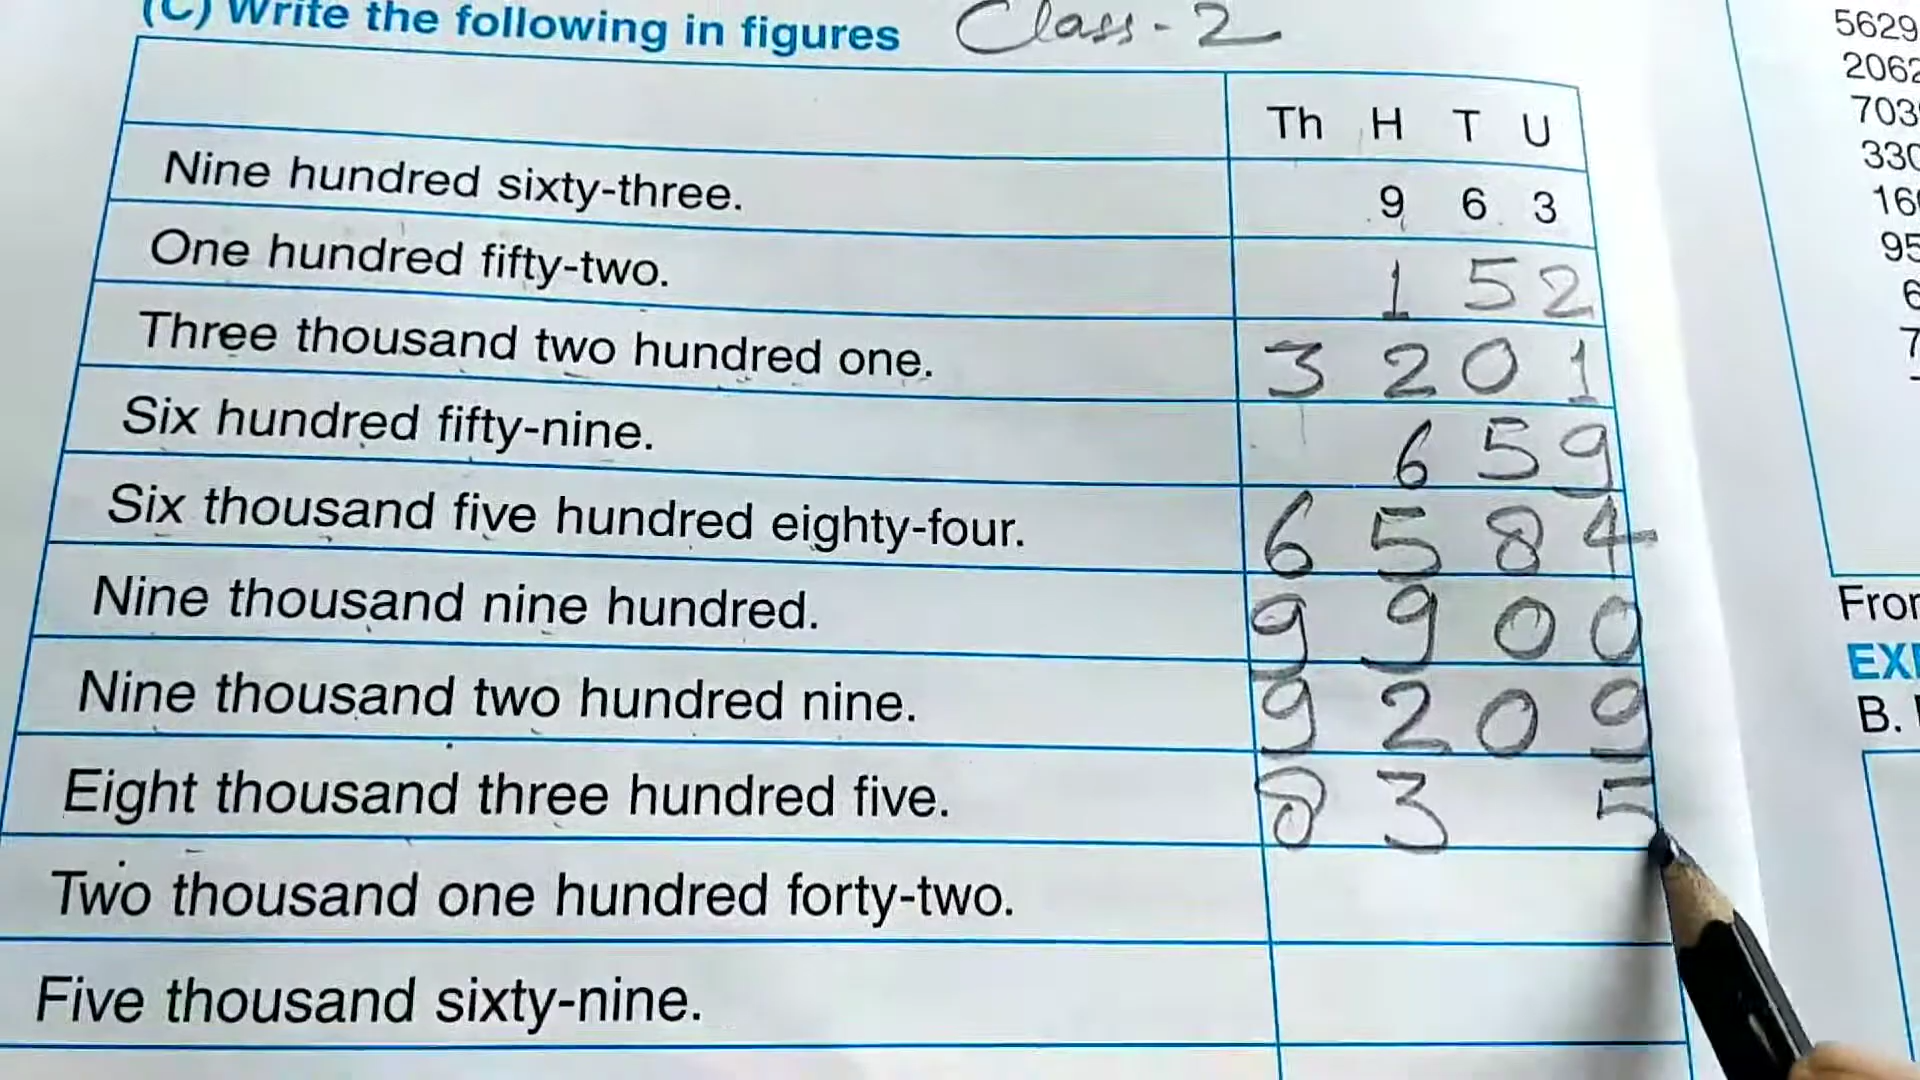 (C) Write the following in figures Class-2
Th H T U
Nine hundred sixty-three. 9 6 3
One hundred fifty-two. 1 5 2
Three thousand two hundred one. 3 2 0 1
Six hundred fifty-nine. 6 5 9
Six thousand five hundred eighty-four. 6 5 8 4
Nine thousand nine hundred. 9 9 0 0
Nine thousand two hundred nine. 9 2 0 9
Eight thousand three hundred five. 8 3 5
Two thousand one hundred forty-two.
Five thousand sixty-nine.
5629
B.